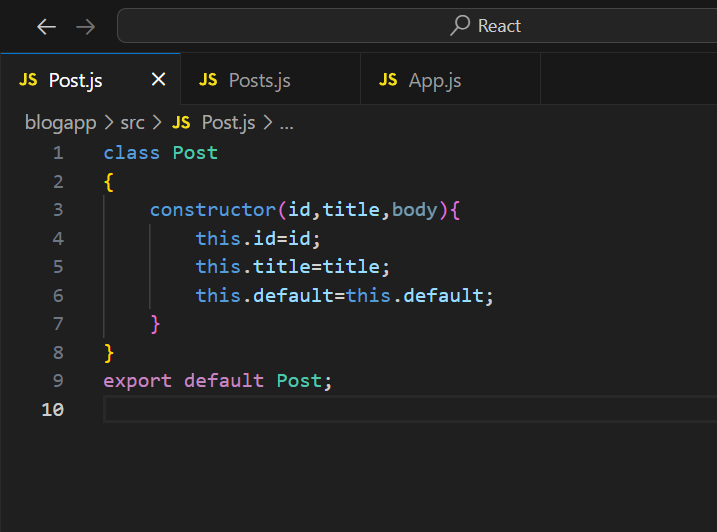 React
JS Post.js JS Posts.js JS App.js
blogapp > src > JS Post.js > ...
1 class Post
2 {
3 constructor(id,title,body){
4 this.id=id;
5 this.title=title;
6 this.default=this.default;
7 }
8 }
9 export default Post;
10